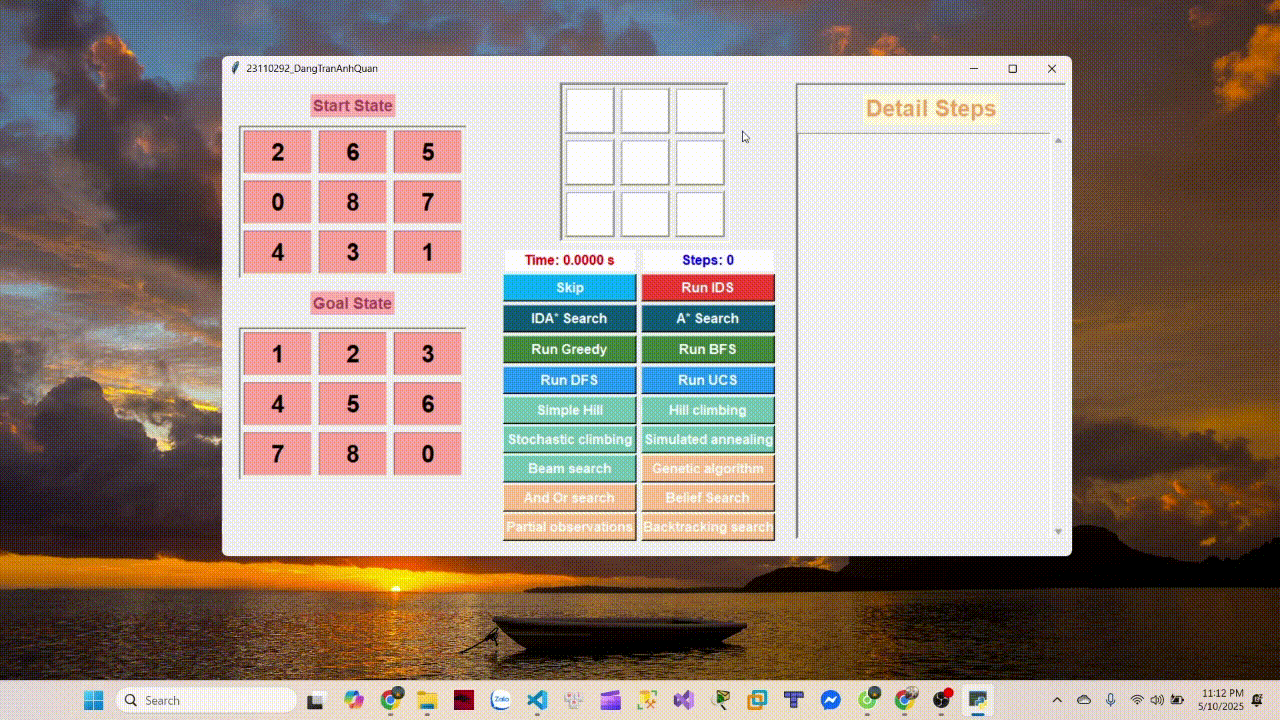 23110292_DangTranAnhQuan
Start State
2 6 5
0 8 7
4 3 1
Goal State
1 2 3
4 5 6
7 8 0
Time: 0.0000 s Steps: 0
Skip Run IDS
IDA* Search A* Search
Run Greedy Run BFS
Run DFS Run UCS
Simple Hill Hill climbing
Stochastic climbing Simulated annealing
Beam search Genetic algorithm
And Or search Belief Search
Partial observations Backtracking search
Detail Steps
Search
Zalo
11:12 PM
5/10/2025